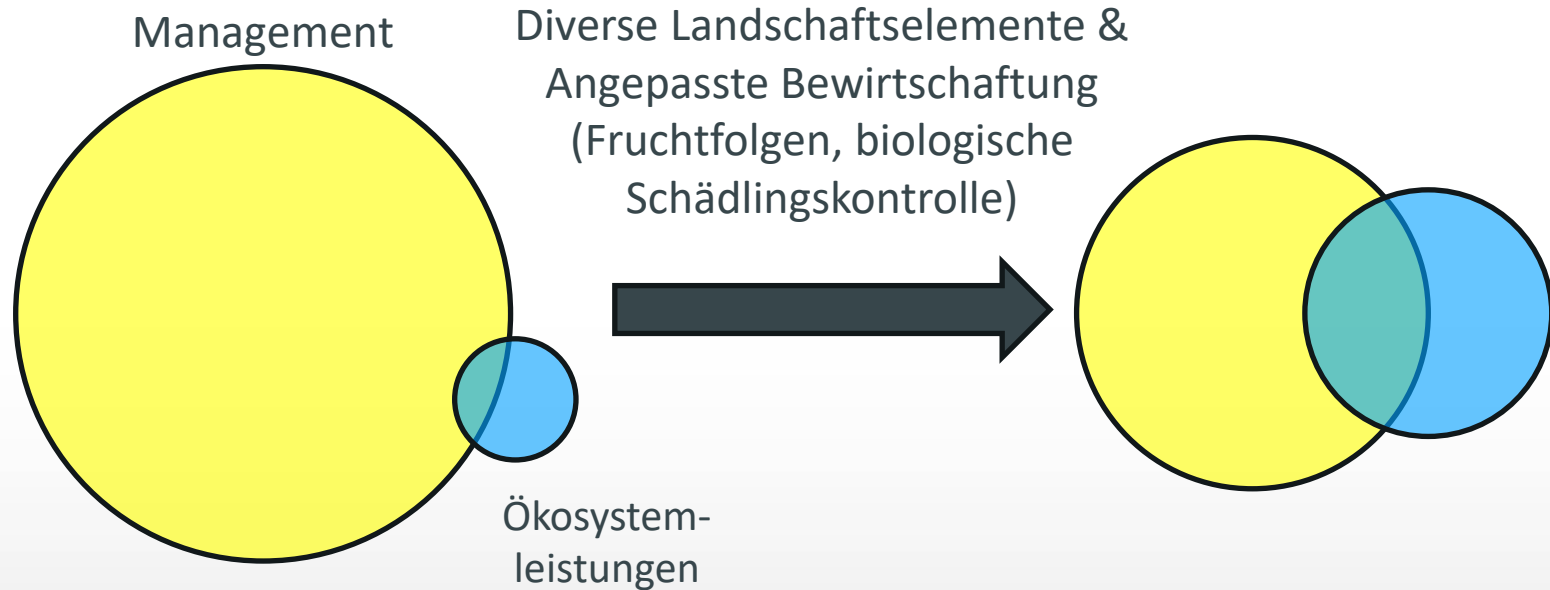 Management
Diverse Landschaftselemente &
Angepasste Bewirtschaftung
(Fruchtfolgen, biologische
Schädlingskontrolle)
Ökosystem-
leistungen